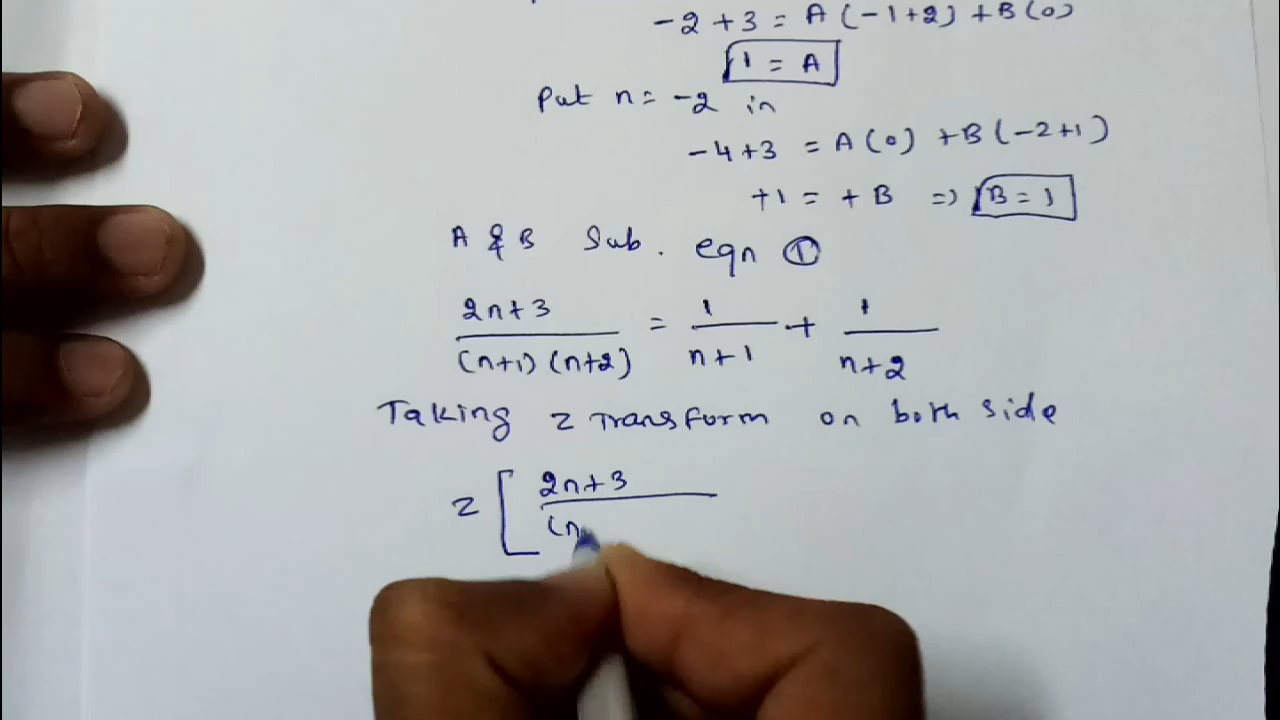 -2 + 3 = A (-1+2) + B (0)
1 = A
Put n = -2 in
-4+3 = A (0) + B (-2+1)
+1 = + B => B = 1
A & B Sub. eqn ①
2n+3 / (n+1) (n+2) = 1 / n+1 + 1 / n+2
Taking z Transform on both side
z [ 2n+3 / (n